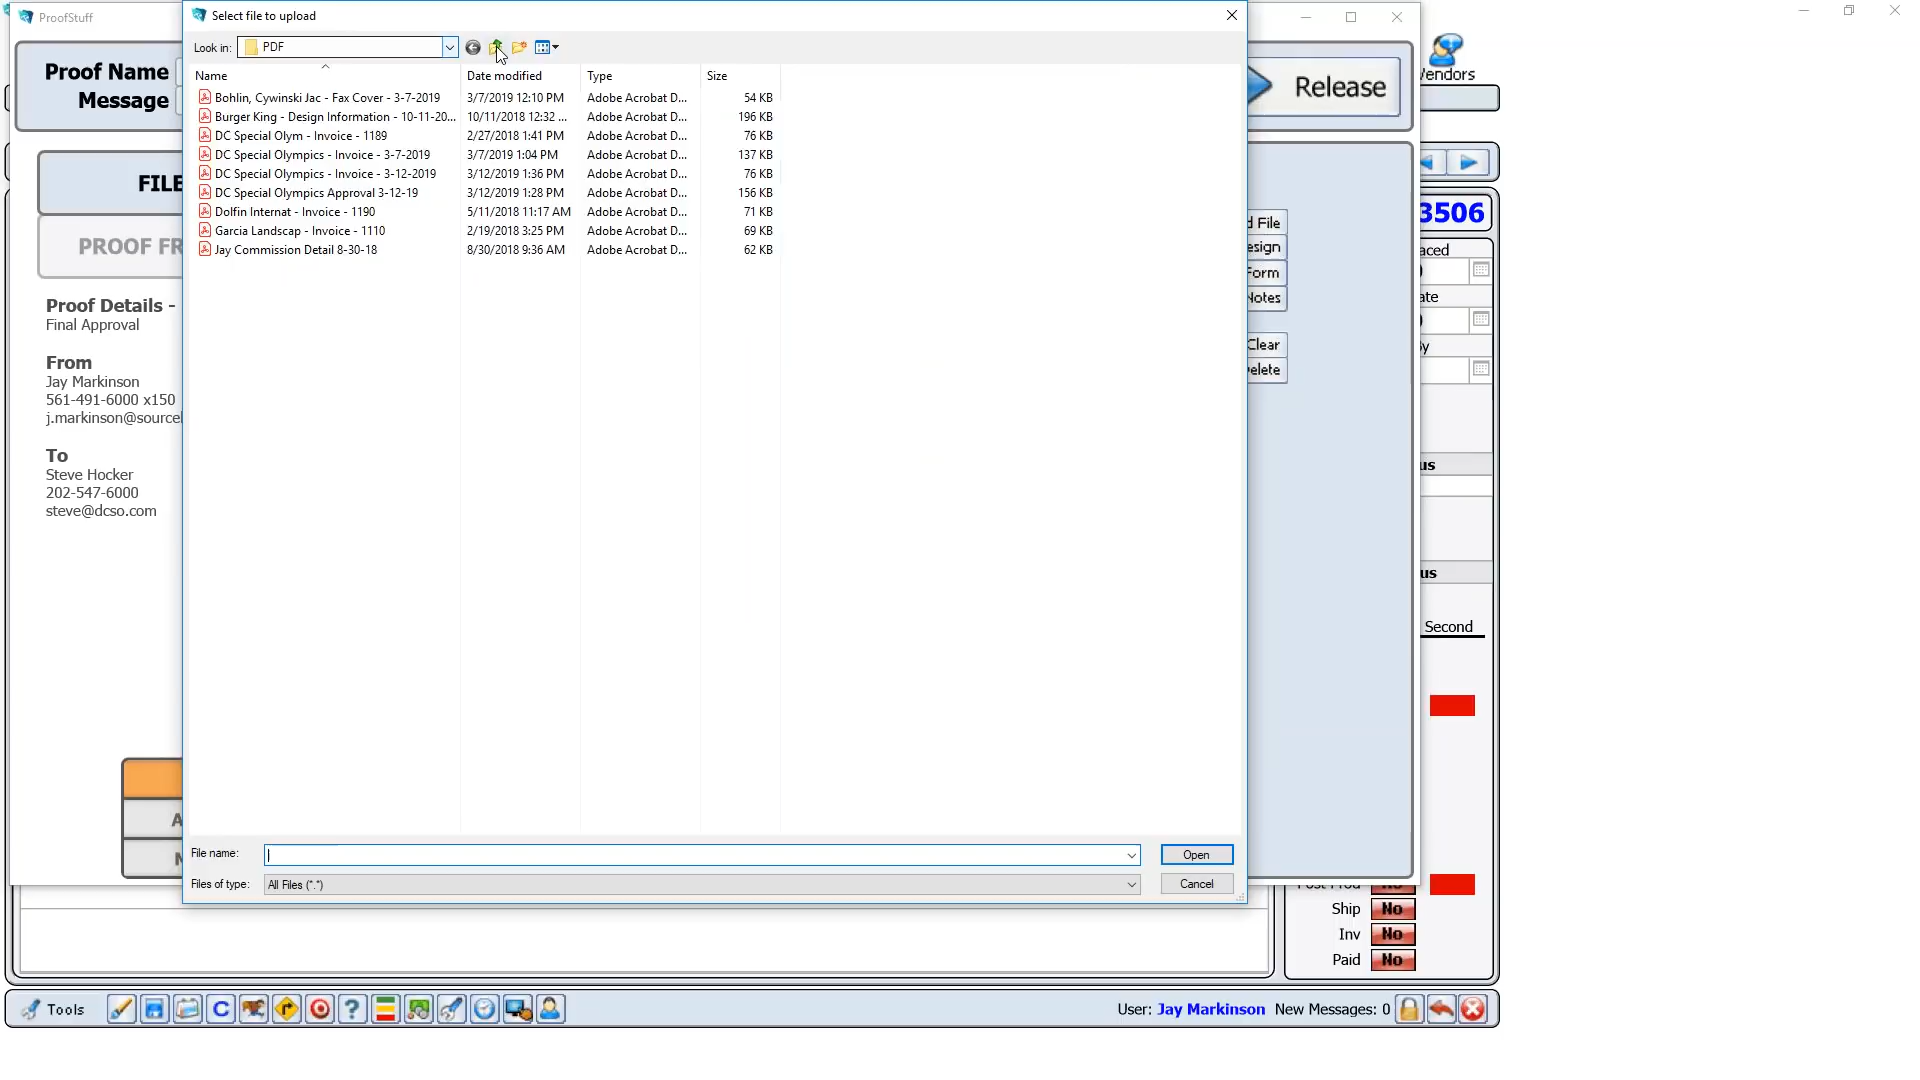 ProofStuff
Select file to upload
Look in: PDF
Proof Name
Message
Release
Vendors
Name Date modified Type Size
Bohlin, Cywinski Jac - Fax Cover - 3-7-2019 3/7/2019 12:10 PM Adobe Acrobat D... 54 KB
Burger King - Design Information - 10-11-20... 10/11/2018 12:32 ... Adobe Acrobat D... 196 KB
DC Special Olym - Invoice - 1189 2/27/2018 1:41 PM Adobe Acrobat D... 76 KB
DC Special Olympics - Invoice - 3-7-2019 3/7/2019 1:04 PM Adobe Acrobat D... 137 KB
DC Special Olympics - Invoice - 3-12-2019 3/12/2019 1:36 PM Adobe Acrobat D... 76 KB
DC Special Olympics Approval 3-12-19 3/12/2019 1:28 PM Adobe Acrobat D... 156 KB
Dolfin Internat - Invoice - 1190 5/11/2018 11:17 AM Adobe Acrobat D... 71 KB
Garcia Landscap - Invoice - 1110 2/19/2018 3:25 PM Adobe Acrobat D... 69 KB
Jay Commission Detail 8-30-18 8/30/2018 9:36 AM Adobe Acrobat D... 62 KB
FILE
PROOF FR
Proof Details -
Final Approval
From
Jay Markinson
561-491-6000 x150
j.markinson@source
To
Steve Hocker
202-547-6000
steve@dcso.com
d File
esign
Form
Notes
Clear
elete
3506
aced
ate
y
us
us
Second
A
File name: Open
Files of type: All Files (*.*) Cancel
No
Ship No
Inv No
Paid No
Tools C ? User: Jay Markinson New Messages: 0